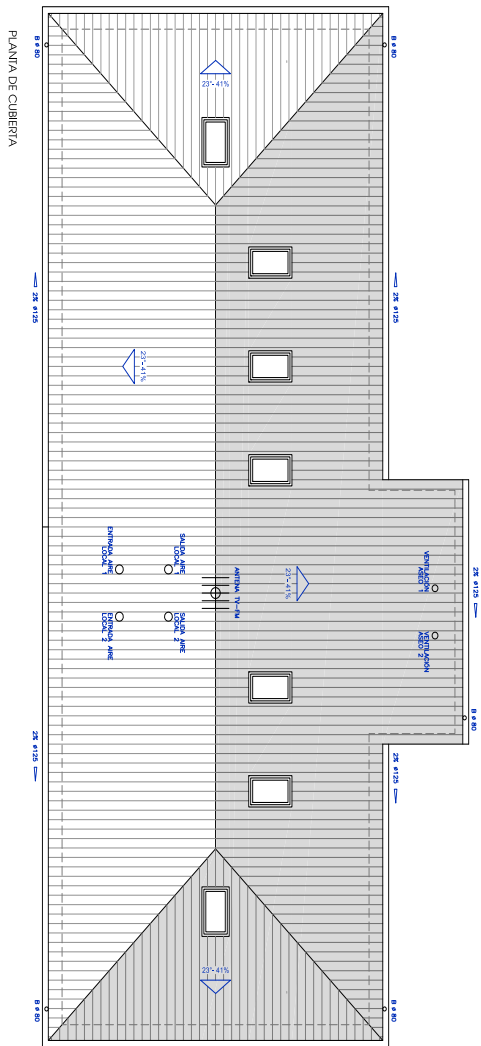 B ø 80
B ø 80
23°- 41%
2% ø125
2% ø125
23°- 41%
VENTILACIÓN
ASEO 1
VENTILACIÓN
ASEO 2
2% ø125
B ø 80
23°- 41%
ANTENA TV-FM
SALIDA AIRE
LOCAL 1
SALIDA AIRE
LOCAL 2
ENTRADA AIRE
LOCAL 1
ENTRADA AIRE
LOCAL 2
2% ø125
2% ø125
23°- 41%
B ø 80
B ø 80
PLANTA DE CUBIERTA